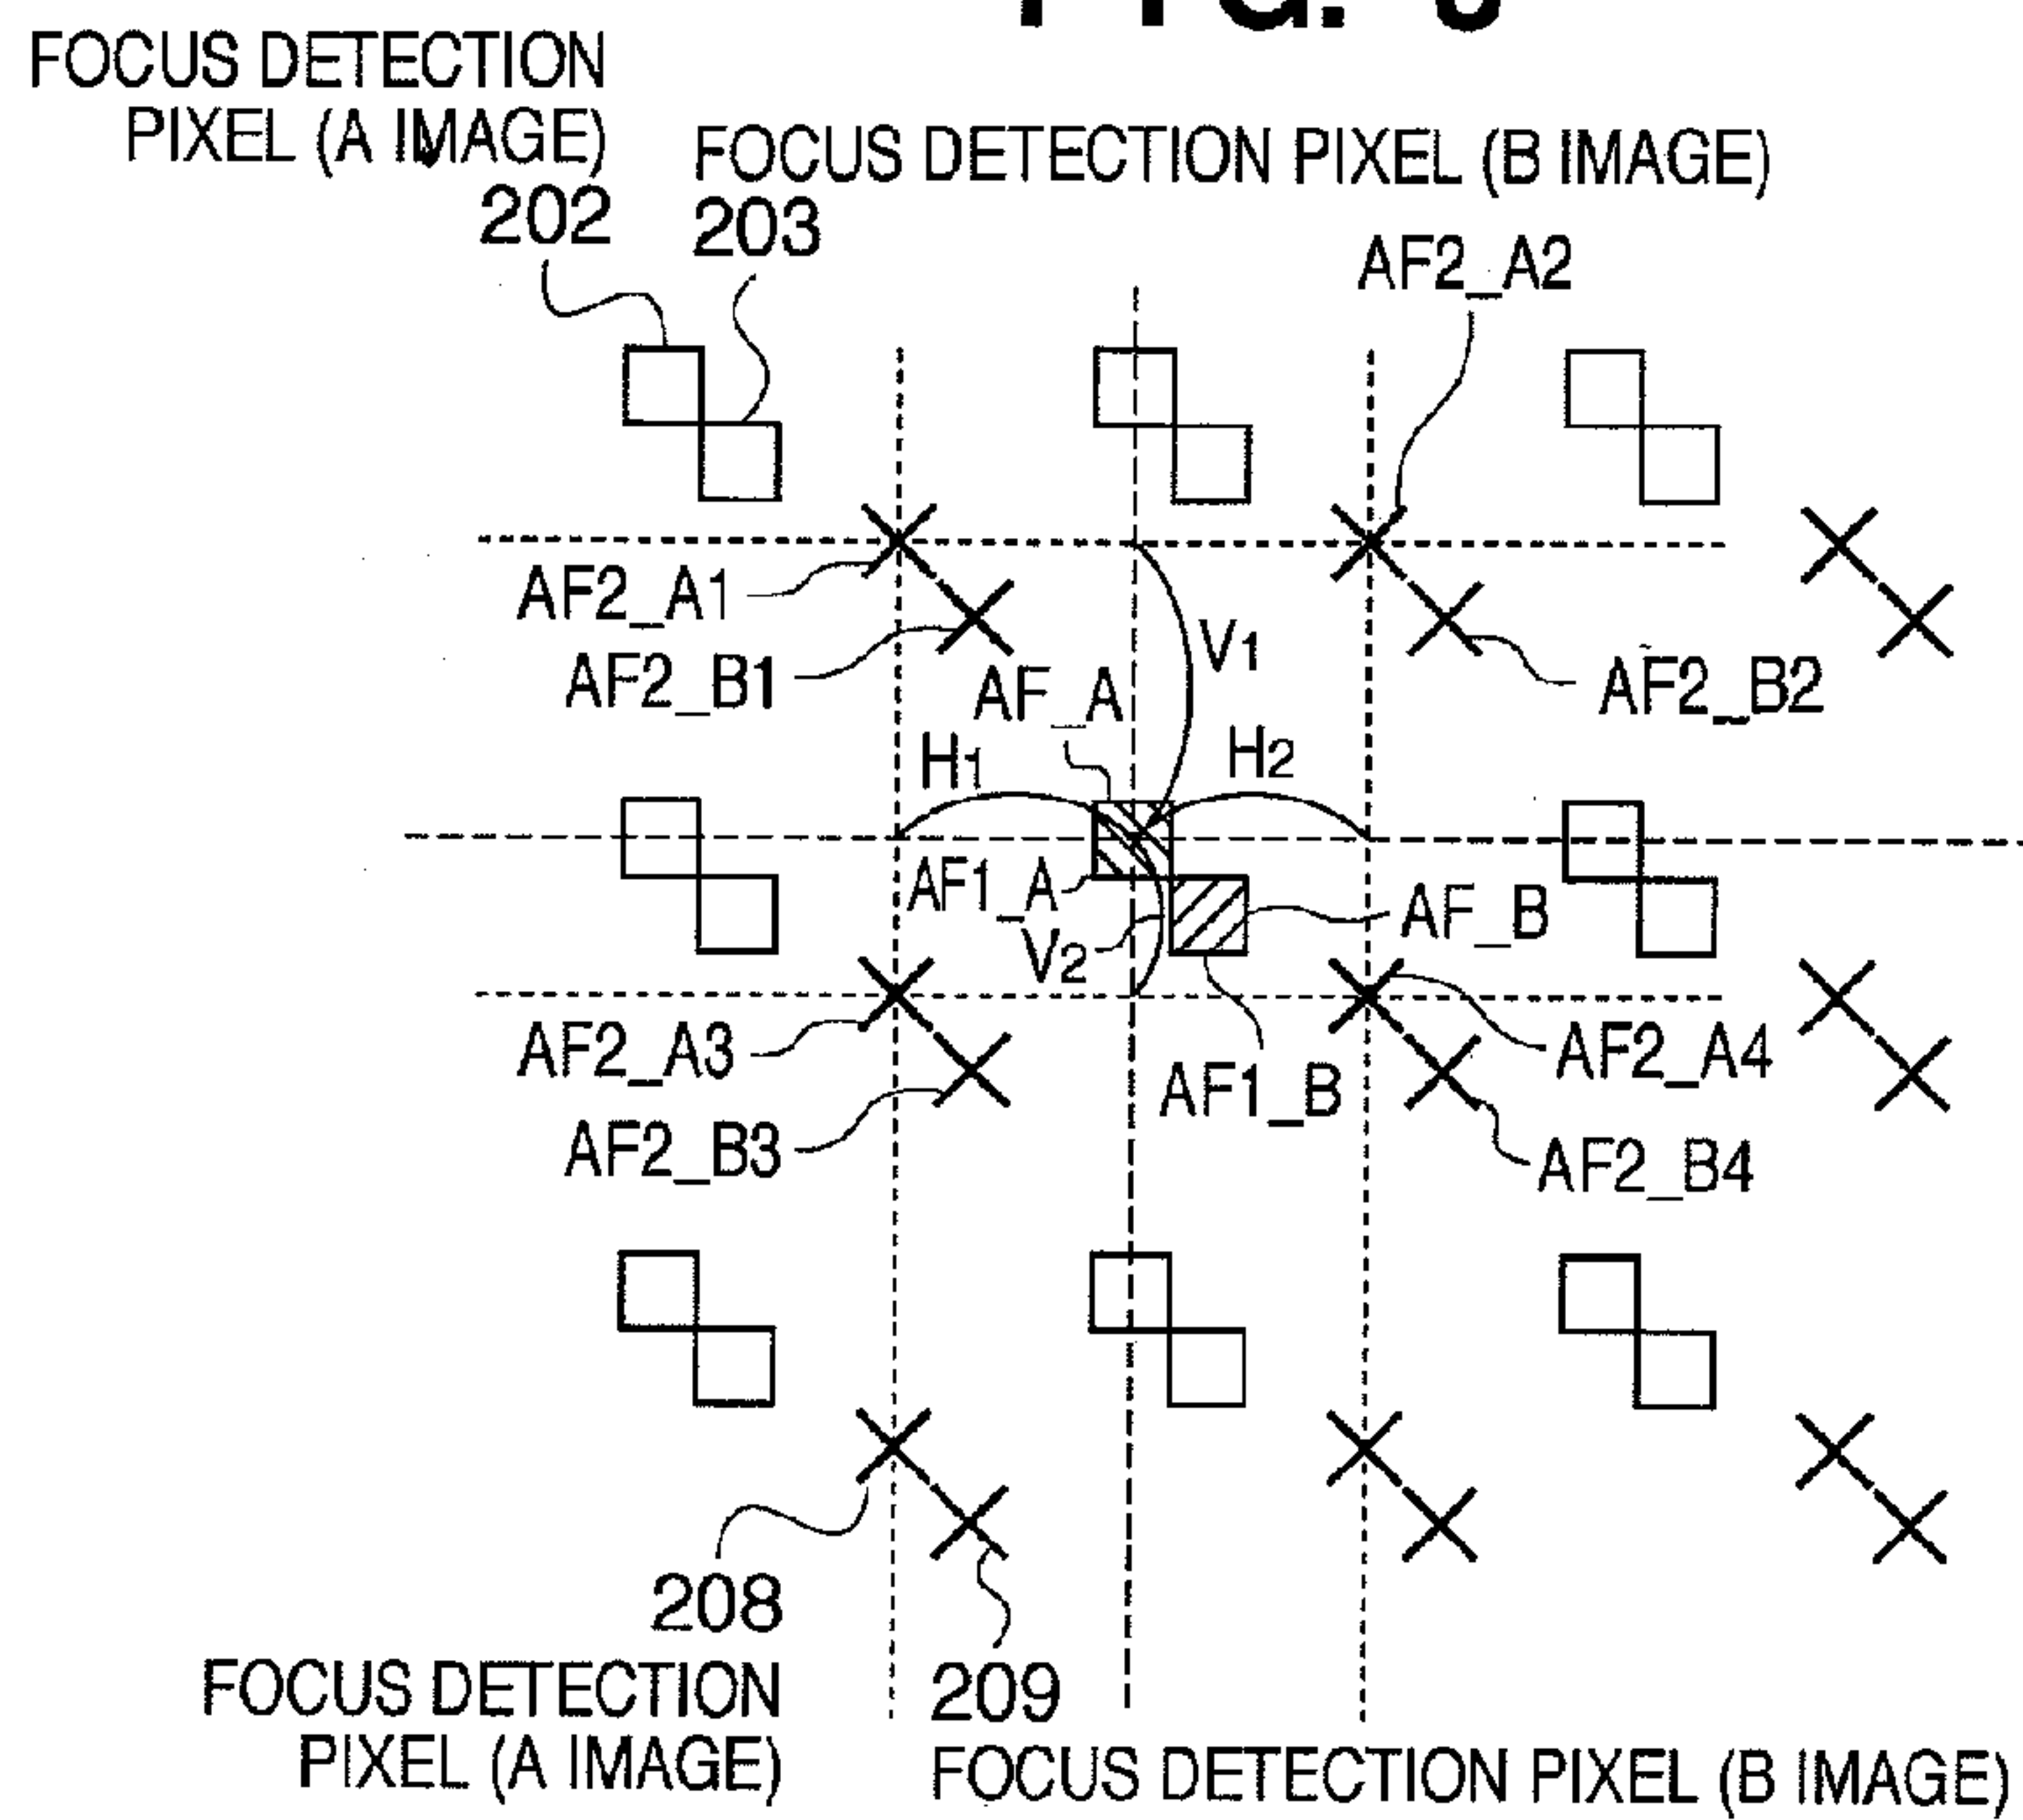 FOCUS DETECTION
PIXEL (A IMAGE)
202
FOCUS DETECTION PIXEL (B IMAGE)
203
AF2_A2
AF2_A1
AF2_B1
AF_A
V1
AF2_B2
H1
H2
AF1_A
AF_B
V2
AF2_A3
AF1_B
AF2_A4
AF2_B3
AF2_B4
208
FOCUS DETECTION
PIXEL (A IMAGE)
209
FOCUS DETECTION PIXEL (B IMAGE)